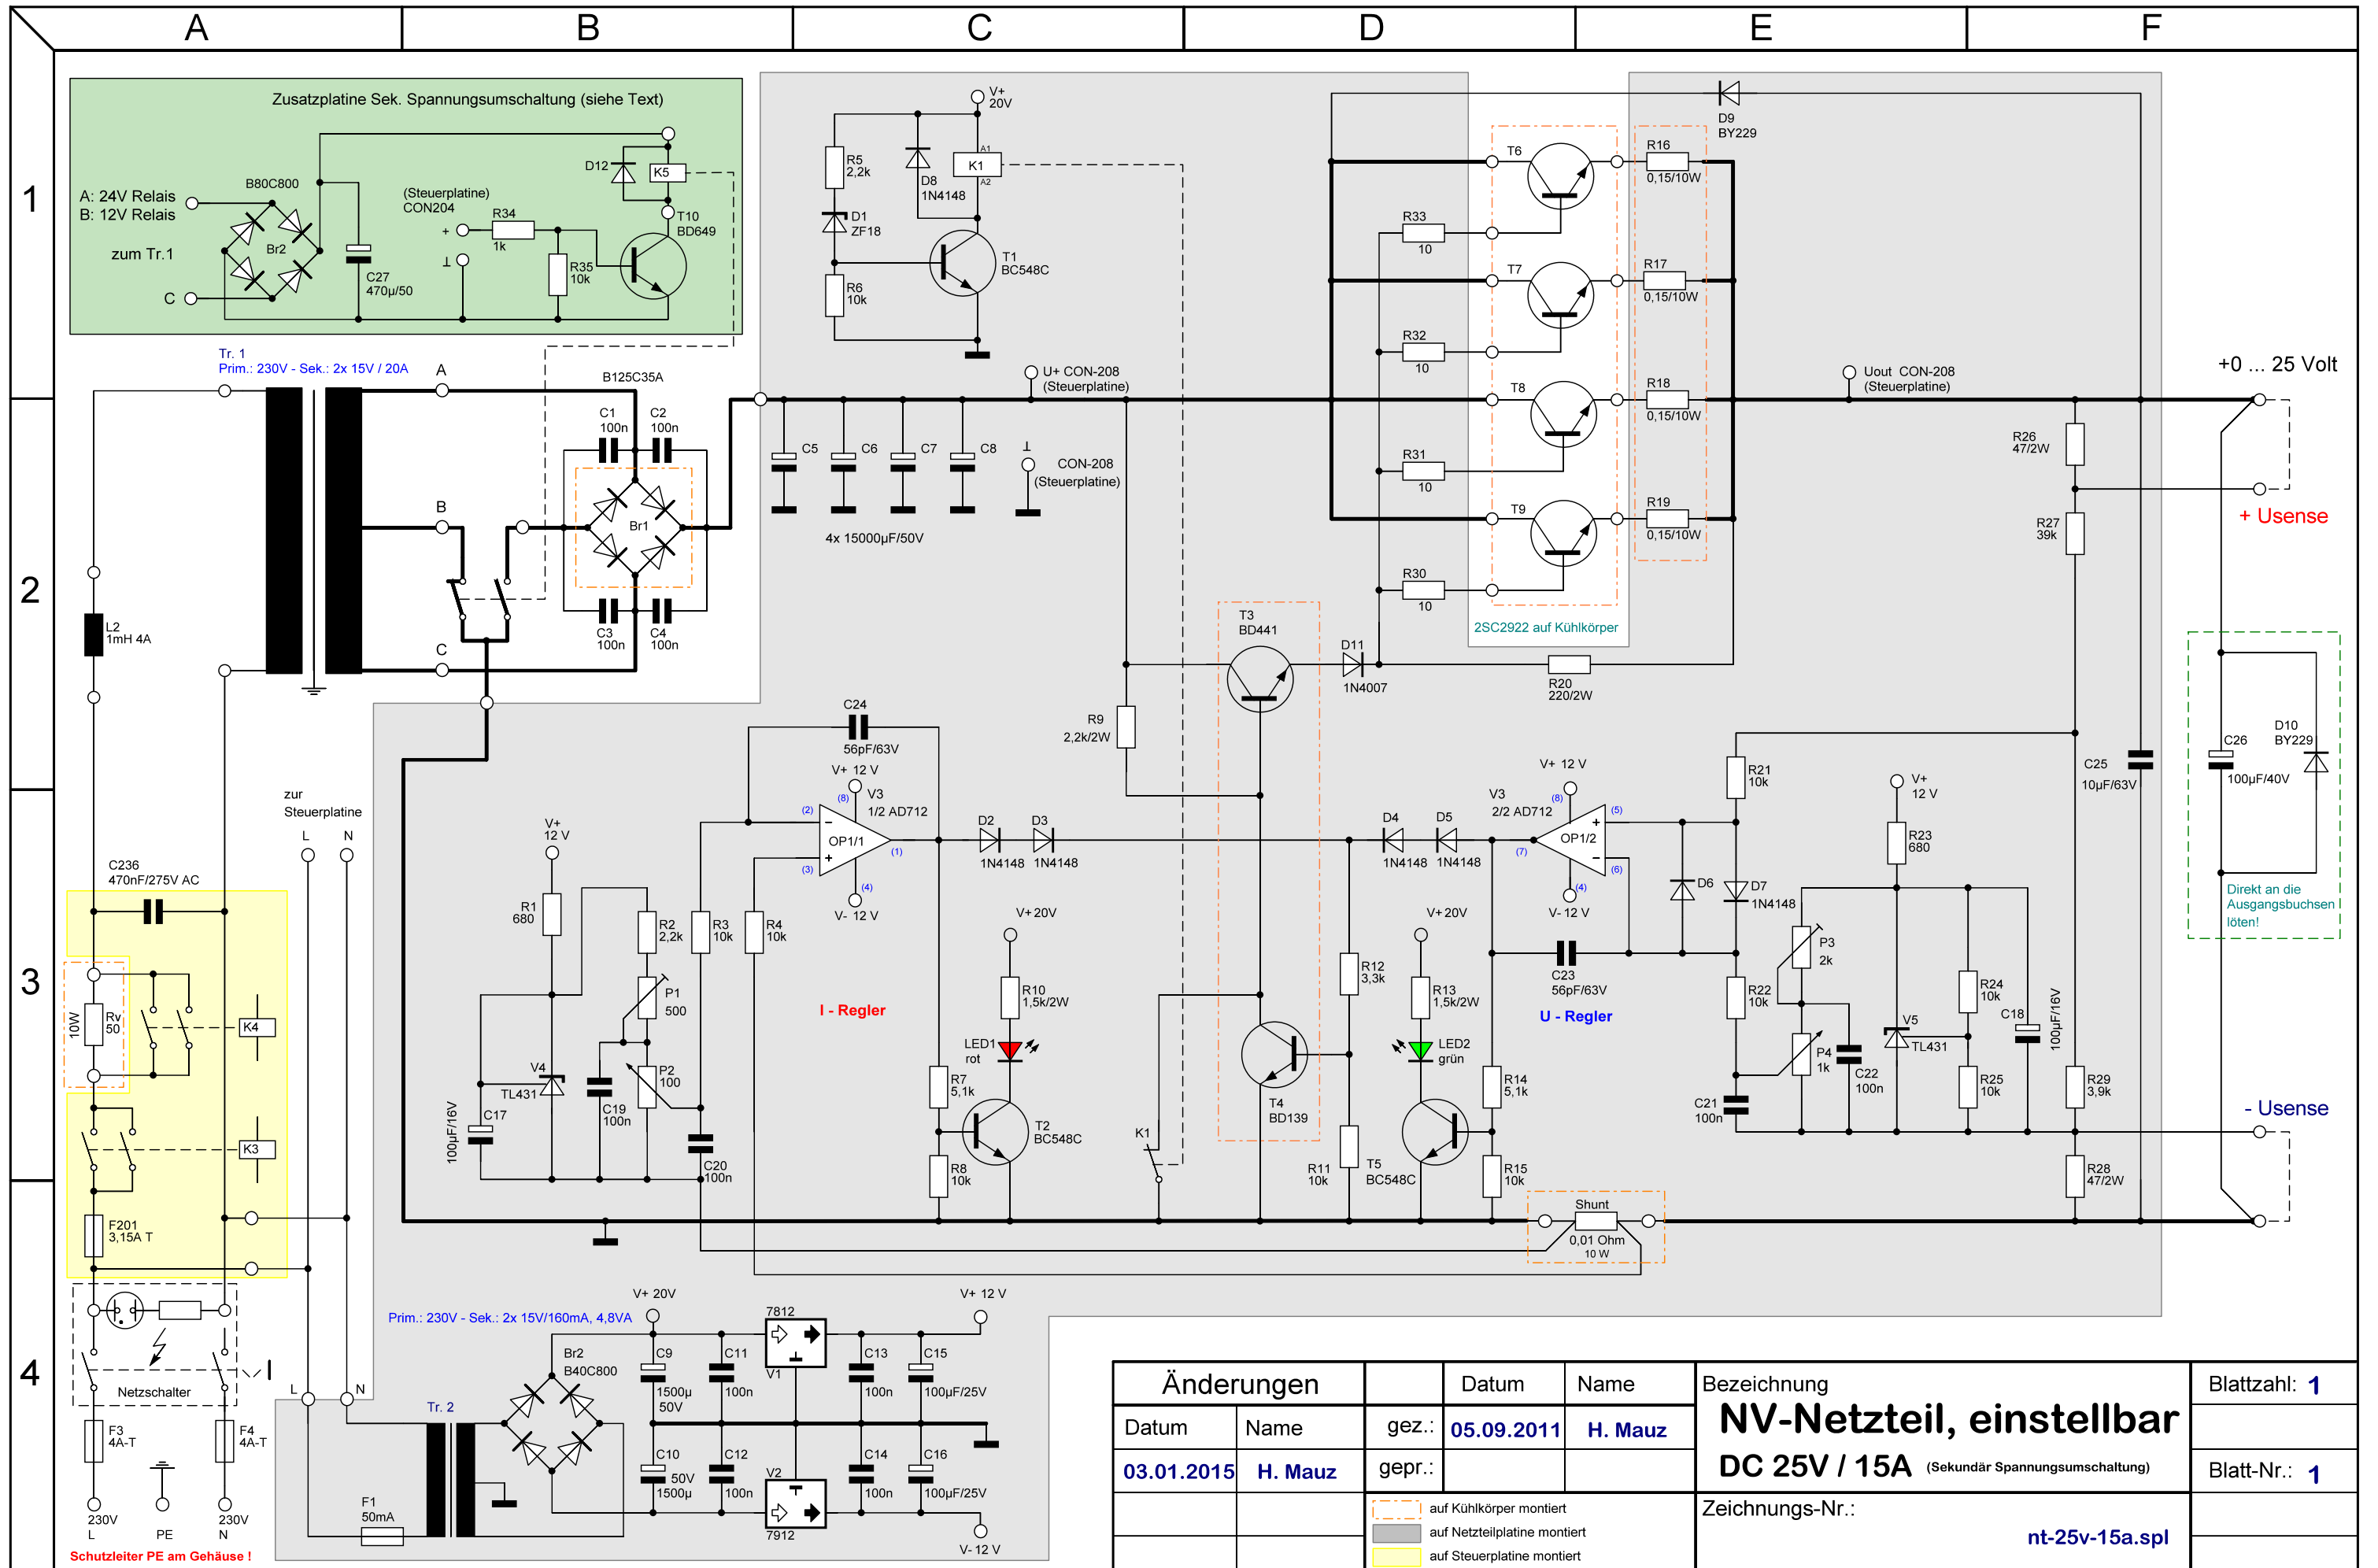 A
B
C
D
E
F
1
2
3
4
Zusatzplatine Sek. Spannungsumschaltung (siehe Text)
A: 24V Relais
B: 12V Relais
zum Tr.1
C
B80C800
Br2
C27
470µ/50
(Steuerplatine)
CON204
+
⊥
R34
1k
R35
10k
D12
K5
T10
BD649
V+
20V
R5
2,2k
D1
ZF18
R6
10k
D8
1N4148
A1
K1
A2
T1
BC548C
D9
BY229
T6
R16
0,15/10W
R33
10
T7
R17
0,15/10W
R32
10
T8
R18
0,15/10W
R31
10
T9
R19
0,15/10W
R30
10
2SC2922 auf Kühlkörper
Tr. 1
Prim.: 230V - Sek.: 2x 15V / 20A
A
B
C
B125C35A
C1
100n
C2
100n
Br1
C3
100n
C4
100n
U+ CON-208
(Steuerplatine)
C5
C6
C7
C8
4x 15000µF/50V
⊥
CON-208
(Steuerplatine)
Uout CON-208
(Steuerplatine)
+0 ... 25 Volt
R26
47/2W
R27
39k
+ Usense
L2
1mH 4A
T3
BD441
D11
1N4007
R20
220/2W
R9
2,2k/2W
C24
56pF/63V
V+ 12 V
(8)
V3
1/2 AD712
(2)
OP1/1
(1)
(3)
(4)
V- 12 V
D2
1N4148
D3
1N4148
D4
1N4148
D5
1N4148
V+ 12 V
(8)
V3
2/2 AD712
(5)
OP1/2
(7)
(6)
(4)
V- 12 V
R21
10k
D6
D7
1N4148
V+
12 V
R23
680
C25
10µF/63V
C26
100µF/40V
D10
BY229
Direkt an die
Ausgangsbuchsen
löten!
zur
Steuerplatine
L
N
C236
470nF/275V AC
V+
12 V
R1
680
R2
2,2k
R3
10k
R4
10k
P1
500
P2
100
V4
TL431
C17
100µF/16V
C19
100n
C20
100n
I - Regler
V+20V
R10
1,5k/2W
LED1
rot
R7
5,1k
T2
BC548C
R8
10k
K1
T4
BD139
R12
3,3k
R11
10k
V+20V
R13
1,5k/2W
LED2
grün
T5
BC548C
R14
5,1k
R15
10k
C23
56pF/63V
U - Regler
R22
10k
P3
2k
P4
1k
C21
100n
C22
100n
V5
TL431
R24
10k
R25
10k
C18
100µF/16V
R29
3,9k
R28
47/2W
- Usense
Shunt
0,01 Ohm
10 W
10W
Rv
50
K4
K3
F201
3,15A T
Netzschalter
F3
4A-T
F4
4A-T
230V
L
PE
230V
N
Schutzleiter PE am Gehäuse !
Prim.: 230V - Sek.: 2x 15V/160mA, 4,8VA
L
N
Tr. 2
F1
50mA
Br2
B40C800
V+ 20V
C9
1500µ
50V
C10
50V
1500µ
C11
100n
C12
100n
7812
V1
V2
7912
C13
100n
C14
100n
C15
100µF/25V
C16
100µF/25V
V+ 12 V
V- 12 V
Änderungen
Datum
Name
Datum
Name
gez.:
05.09.2011
H. Mauz
03.01.2015
H. Mauz
gepr.:
auf Kühlkörper montiert
auf Netzteilplatine montiert
auf Steuerplatine montiert
Bezeichnung
NV-Netzteil, einstellbar
DC 25V / 15A (Sekundär Spannungsumschaltung)
Zeichnungs-Nr.:
nt-25v-15a.spl
Blattzahl: 1
Blatt-Nr.: 1